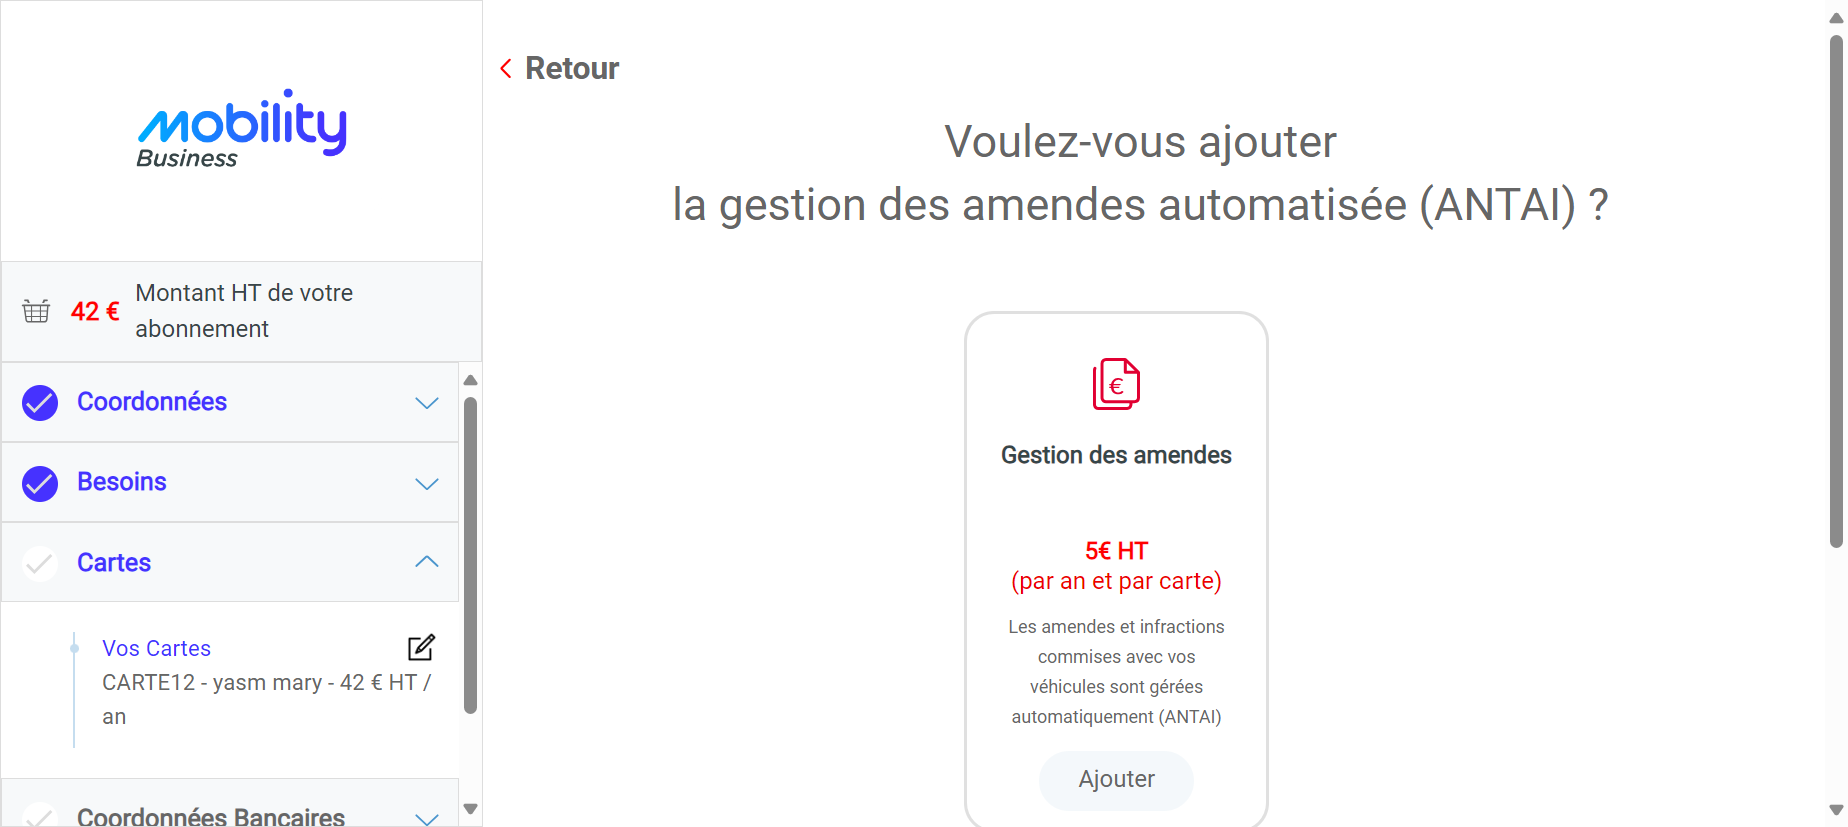 mobility
Business
42 €
Montant HT de votre
abonnement
Coordonnées
Besoins
Cartes
Vos Cartes
CARTE12 - yasm mary - 42 € HT /
an
Coordonnées Bancaires
Retour
Voulez-vous ajouter
la gestion des amendes automatisée (ANTAI) ?
€
Gestion des amendes
5€ HT
(par an et par carte)
Les amendes et infractions
commises avec vos
véhicules sont gérées
automatiquement (ANTAI)
Ajouter